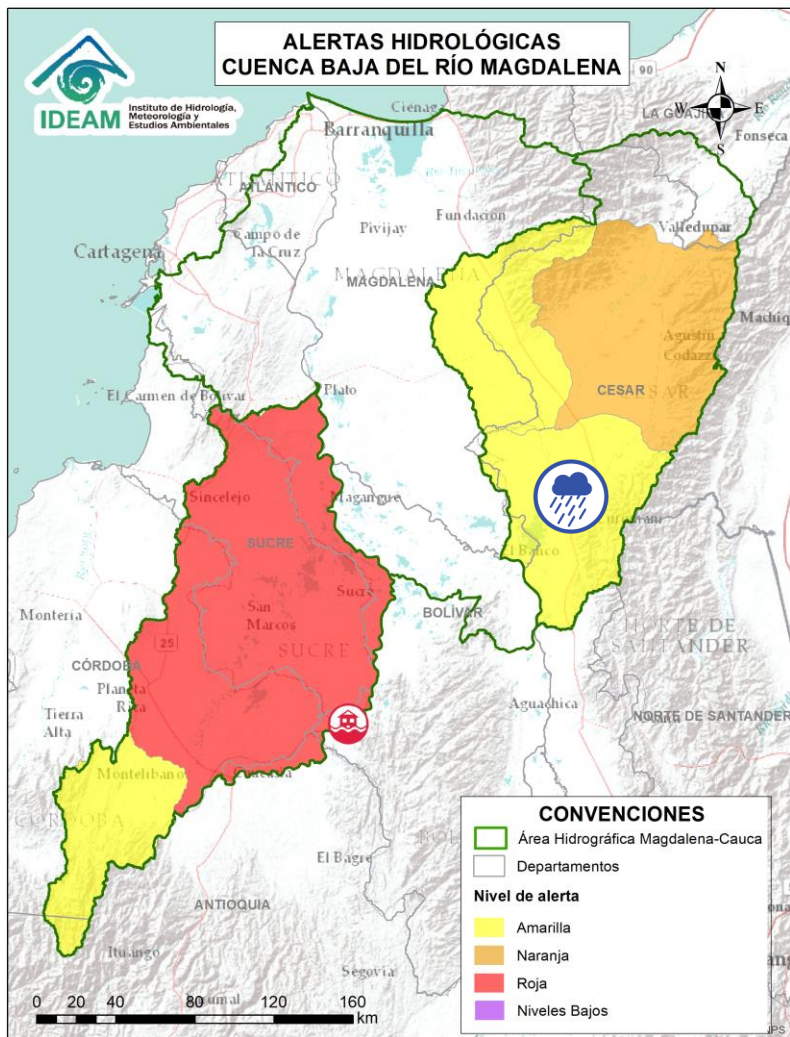 ALERTAS HIDROLÓGICAS
CUENCA BAJA DEL RÍO MAGDALENA
IDEAM
Instituto de Hidrología,
Meteorología y
Estudios Ambientales
N
W E
S
90
LA GUAJIRA
Ciénaga
Barranquilla
Fonseca
ATLÁNTICO
Fundación
Pivijay
Valledupar
Campo de
La Cruz
Cartagena
MAGDALENA
MAGDALENA
Agustín
Codazzi
CESAR
El Carmen de Bolívar
Plato
Sincelejo
Magangue
SUCRE
El Banco
Sucre
BOLÍVAR
San
Marcos
Montería
SUCRE
NORTE DE
SANTANDER
25
CÓRDOBA
Planeta
Rica
Aguachica
Tierra
Alta
NORTE DE SANTANDER
Montelibano
CÓRDOBA
El Bagre
ANTIOQUIA
Ituango
Segovia
0 20 40 80 120 160
km
CONVENCIONES
Área Hidrográfica Magdalena-Cauca
Departamentos
Nivel de alerta
Amarilla
Naranja
Roja
Niveles Bajos